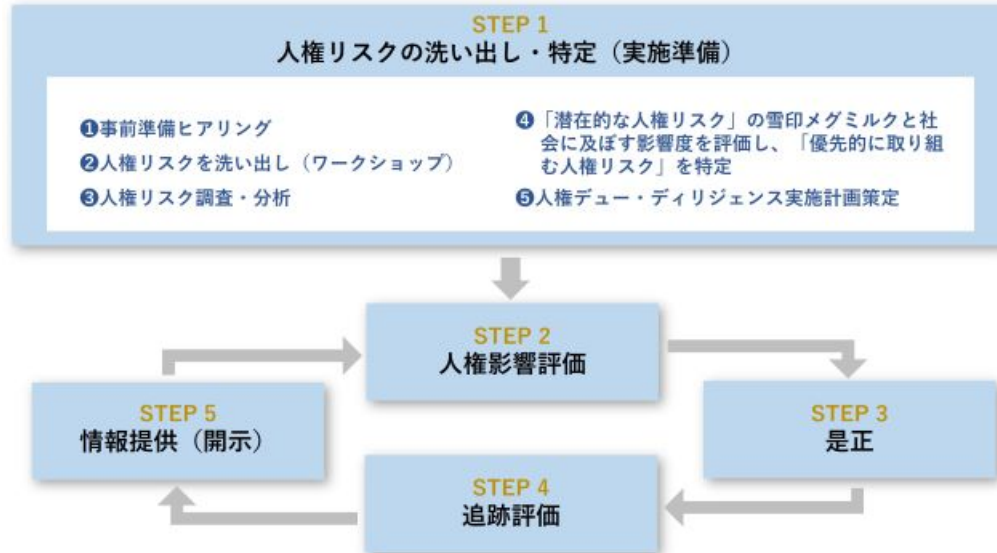 STEP 1
人権リスクの洗い出し・特定（実施準備）
❶事前準備ヒアリング
❷人権リスクを洗い出し（ワークショップ）
❸人権リスク調査・分析
❹「潜在的な人権リスク」の雪印メグミルクと社
会に及ぼす影響度を評価し、「優先的に取り組
む人権リスク」を特定
❺人権デュー・ディリジェンス実施計画策定
STEP 2
人権影響評価
STEP 3
是正
STEP 4
追跡評価
STEP 5
情報提供（開示）